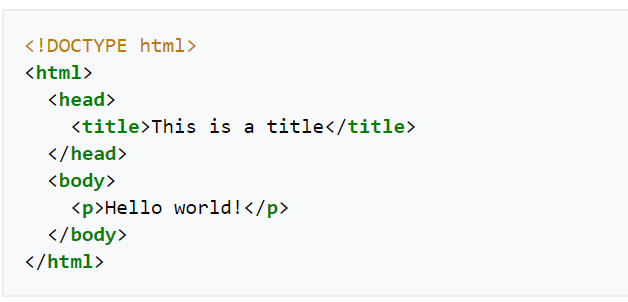 <!DOCTYPE html>
<html>
  <head>
    <title>This is a title</title>
  </head>
  <body>
    <p>Hello world!</p>
  </body>
</html>